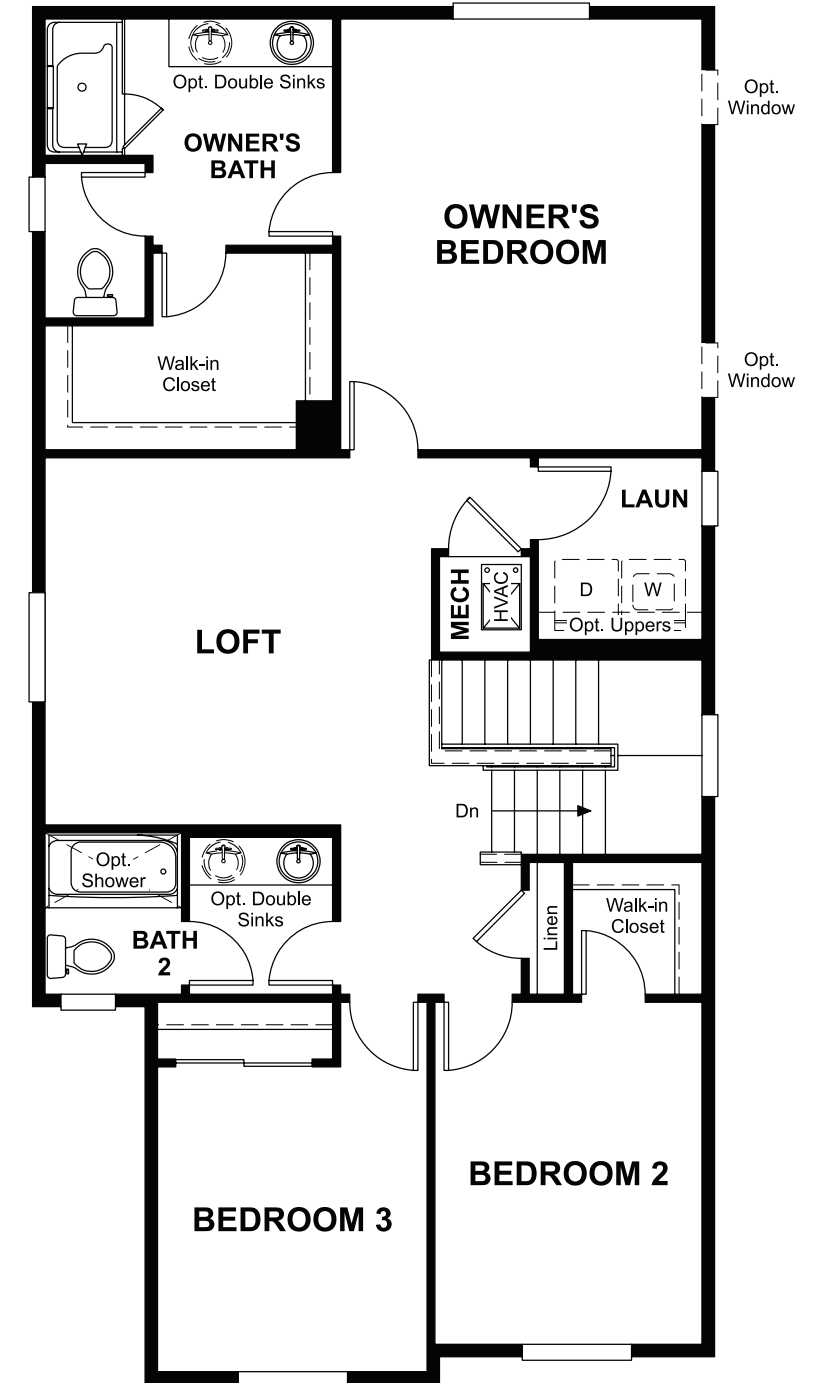 Opt. Double Sinks
OWNER'S
BATH
Opt.
Window
OWNER'S
BEDROOM
Opt.
Window
Walk-in
Closet
LAUN
MECH
HVAC
D
W
Opt. Uppers
LOFT
Dn
Opt.
Shower
Opt. Double
Sinks
BATH
2
Linen
Walk-in
Closet
BEDROOM 2
BEDROOM 3